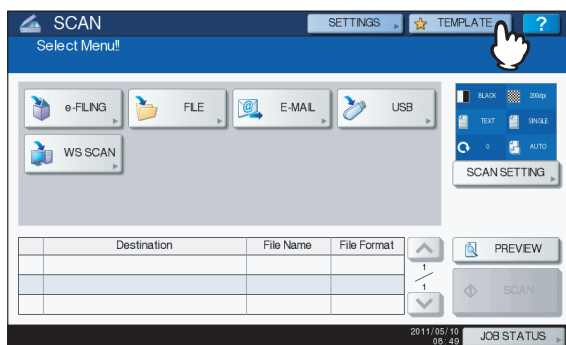 SCAN
SETTINGS
TEMPLATE
?
Select Menu!!
e-FILING
FILE
E-MAIL
USB
WS SCAN
BLACK
200dpi
TEXT
SINGLE
0
AUTO
SCAN SETTING
Destination
File Name
File Format
1
1
PREVIEW
SCAN
2011/05/10
08:49
JOB STATUS